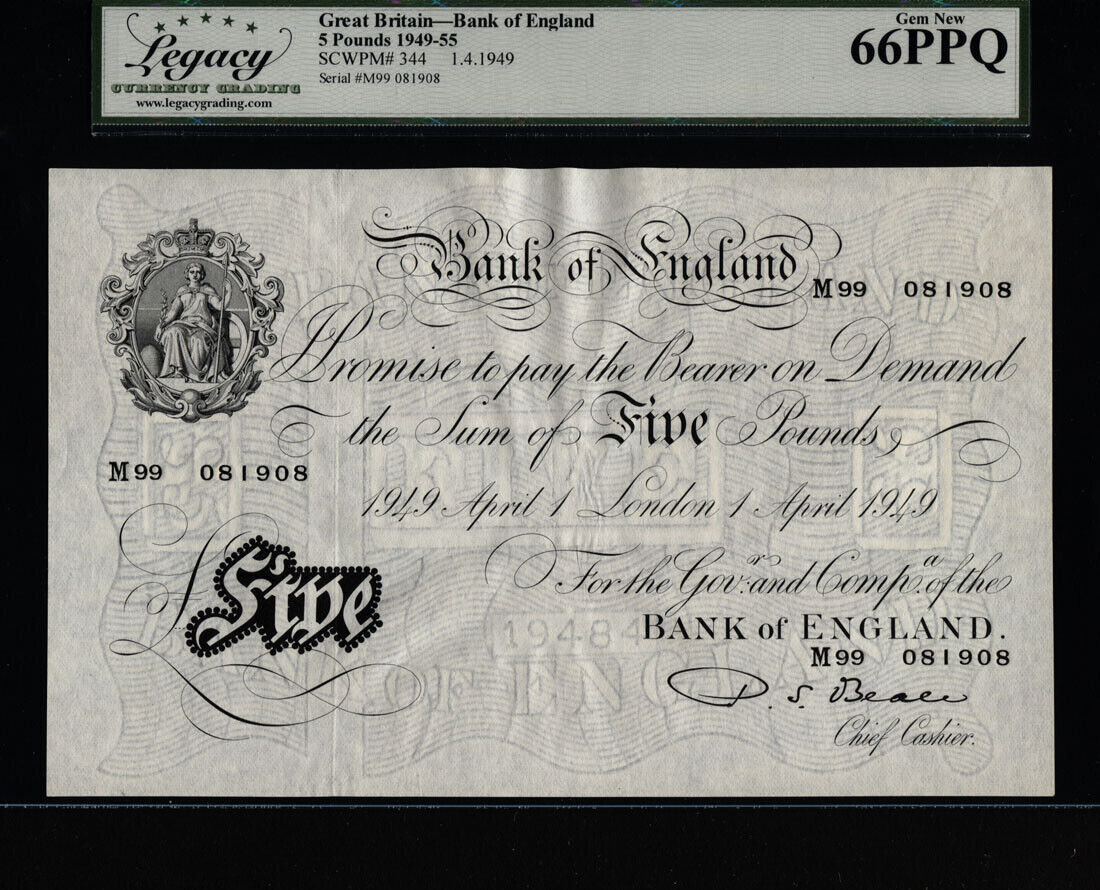 Legacy
CURRENCY GRADING
www.legacygrading.com
Great Britain—Bank of England
5 Pounds 1949-55
SCWPM# 344 1.4.1949
Serial #M99 081908
Gem New
66PPQ
Bank of England
M99 081908
I Promise to pay the Bearer on Demand
the Sum of Five Pounds
M99 081908
1949 April 1 London 1 April 1949
For the Govr. and Compa. of the
Five
BANK of ENGLAND.
1948
M99 081908
OF ENGLAND
P. S. Beale
Chief Cashier.